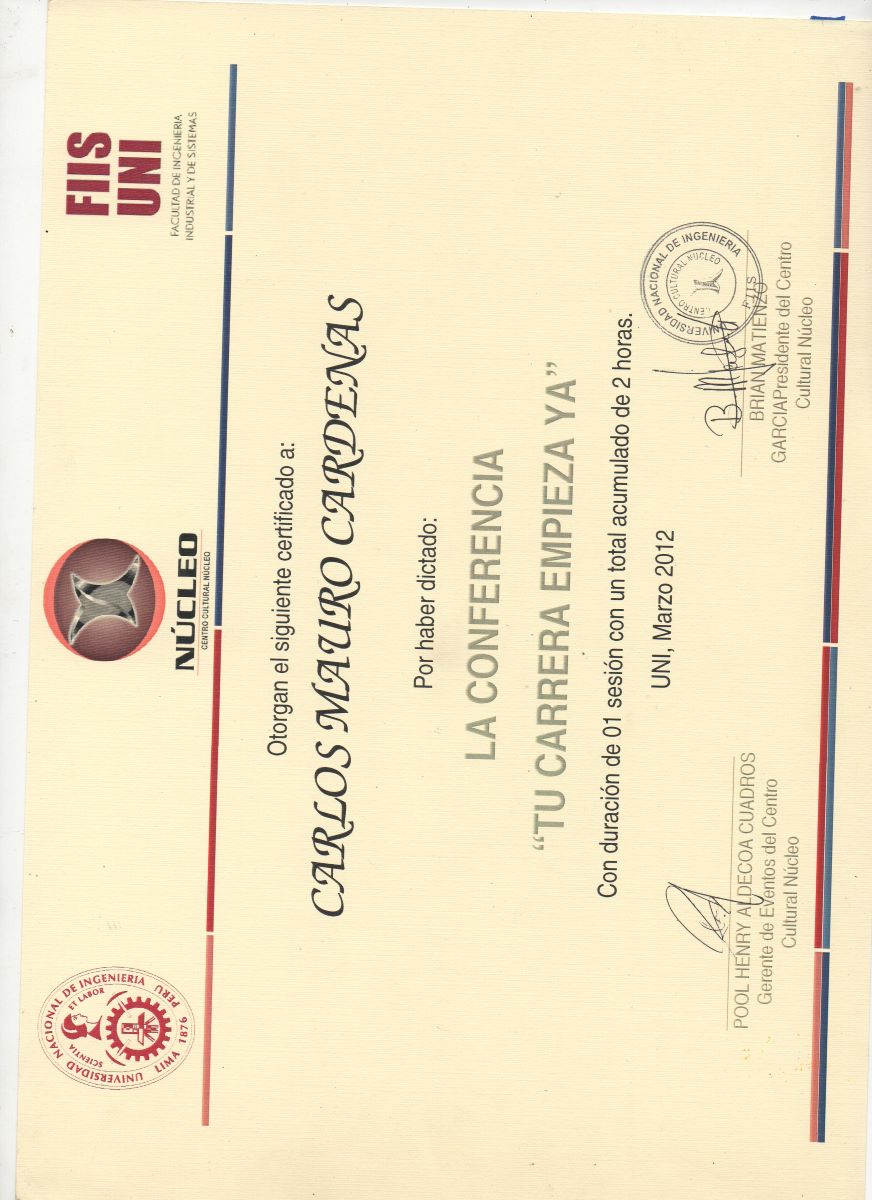 UNIVERSIDAD NACIONAL DE INGENIERIA
SCIENTIA ET LABOR
LIMA 1876 PERU
NÚCLEO
CENTRO CULTURAL NÚCLEO
FIIS
UNI
FACULTAD DE INGENIERIA
INDUSTRIAL Y DE SISTEMAS
Otorgan el siguiente certificado a:
CARLOS MAURO CARDENAS
Por haber dictado:
LA CONFERENCIA
“TU CARRERA EMPIEZA YA”
Con duración de 01 sesión con un total acumulado de 2 horas.
UNI, Marzo 2012
POOL HENRY ALDECOA CUADROS
Gerente de Eventos del Centro
Cultural Núcleo
UNIVERSIDAD NACIONAL DE INGENIERIA
CENTRO CULTURAL NUCLEO
FIIS
BRIAN MATIENZO
GARCIAPresidente del Centro
Cultural Núcleo